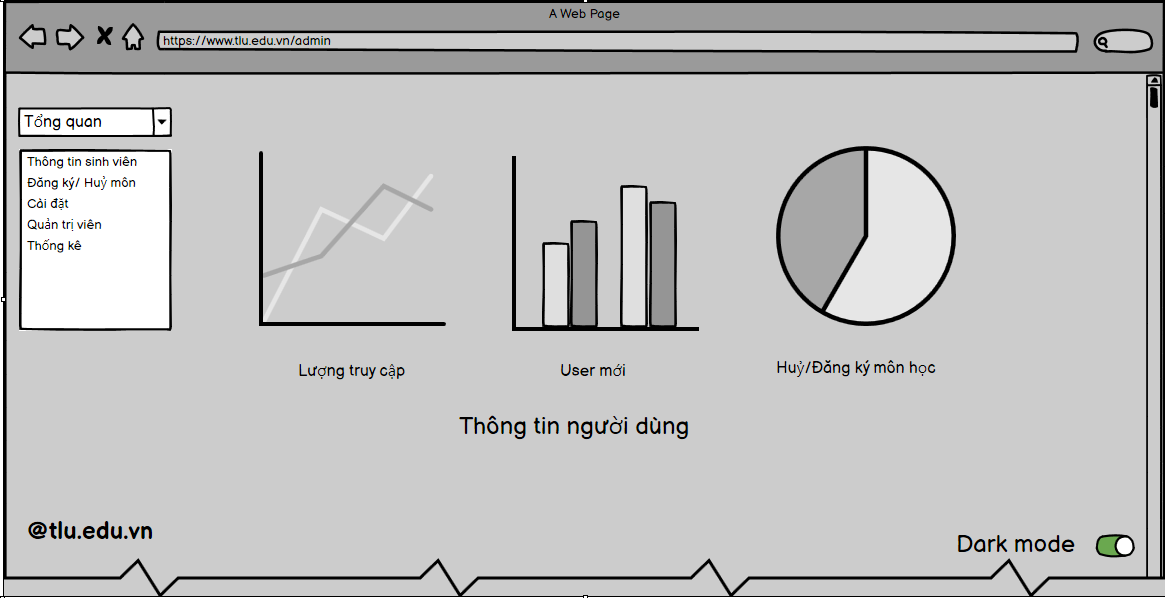 A Web Page
https://www.tlu.edu.vn/admin
Tổng quan
Thông tin sinh viên
Đăng ký/ Huỷ môn
Cài đặt
Quản trị viên
Thống kê
Lượng truy cập
User mới
Huỷ/Đăng ký môn học
Thông tin người dùng
@tlu.edu.vn
Dark mode